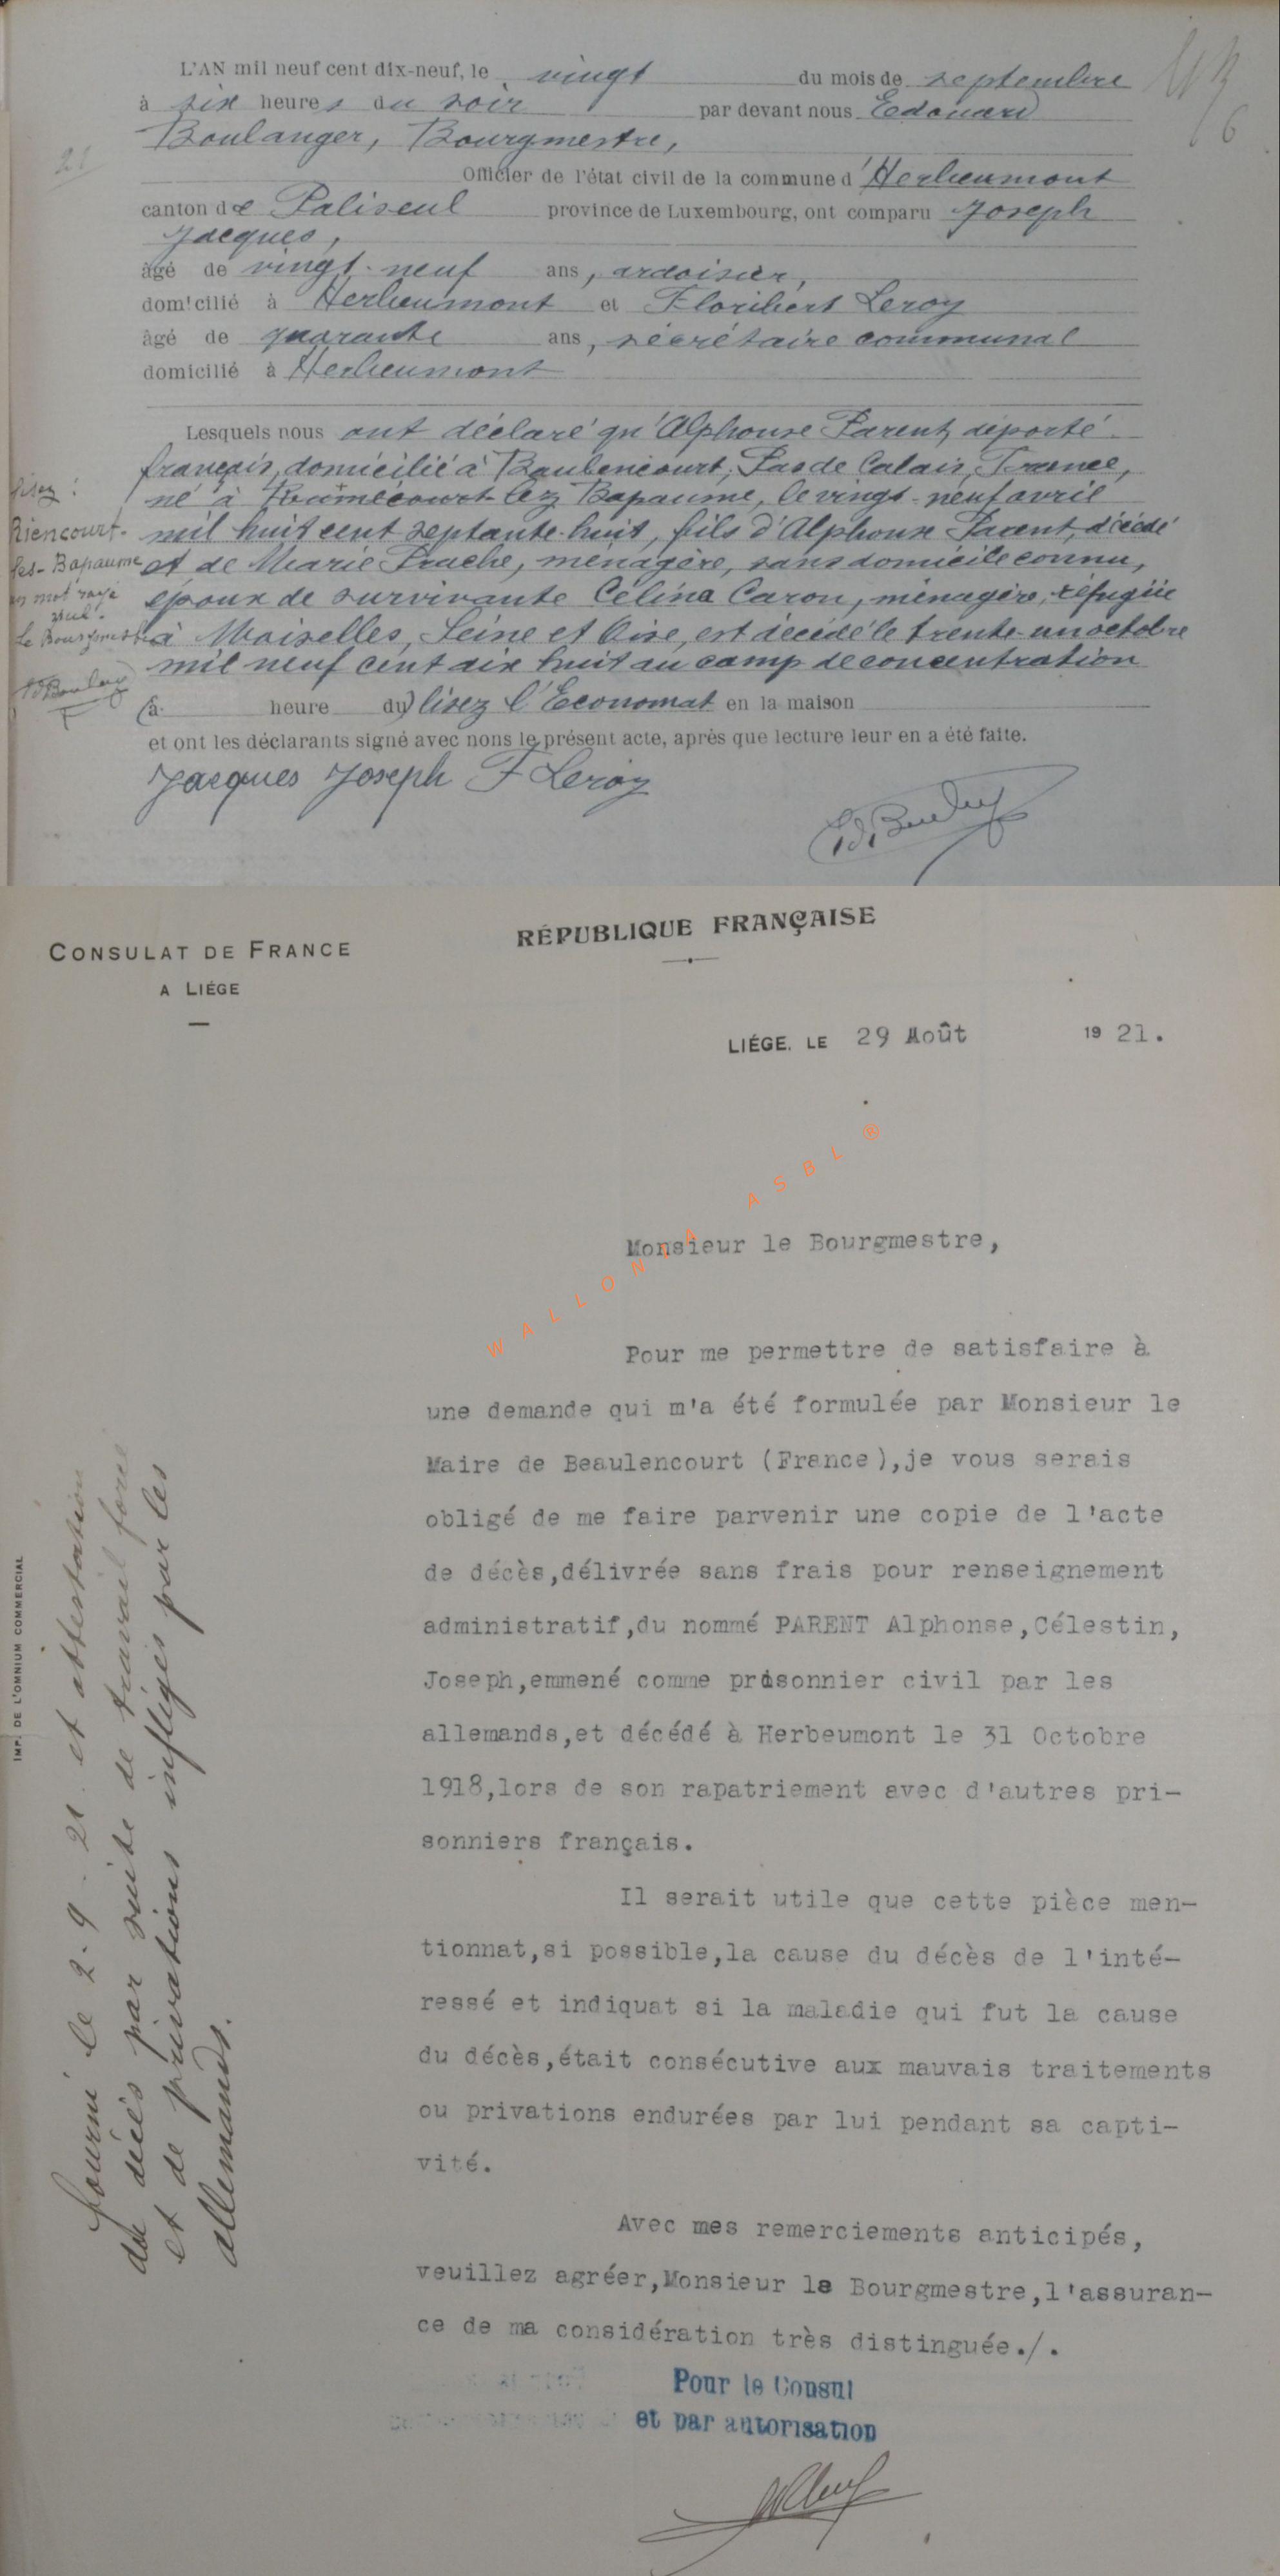 L'AN mil neuf cent dix-neuf, le vingt du mois de septembre
à six heures du soir par devant nous Edouard
Boulanger, Bourgmestre,
21
Officier de l'état civil de la commune d'Herbeumont
canton de Paliseul province de Luxembourg, ont comparu Joseph
Jacques,
âgé de vingt-neuf ans, ardoisier,
domicilié à Herbeumont et Floribert Leroy
âgé de quarante ans, sécrétaire communal
domicilié à Herbeumont
Lesquels nous ont déclaré qu'Alphonse Parent, déporté
français, domicilié à Baulencourt, Pas de Calais, France,
né à lez Bapaume, le vingt-neuf avril
mil huit cent septante-huit, fils d'Alphonse Parent, décédé
et de Marie Prache, ménagère, sans domicile connu,
époux de survivante Célina Caron, ménagère, réfugiée
à Moiselles, Seine et Oise, est décédé le trente-un octobre
mil neuf cent dix huit au camp de concentration
(à heure du) lisez l'Economat en la maison
et ont les déclarants signé avec nons le présent acte, après que lecture leur en a été faite.
Jacques Joseph F Leroy
lisez :
Riencourt-
les-Bapaume
un mot rayé
nul.
Le Bourgmestre
CONSULAT DE FRANCE
A LIÉGE
RÉPUBLIQUE FRANÇAISE
LIÉGE, LE 29 Août 1921.
WALLONIA ASBL ®
Monsieur le Bourgmestre,
Pour me permettre de satisfaire à
une demande qui m'a été formulée par Monsieur le
Maire de Beaulencourt (France),je vous serais
obligé de me faire parvenir une copie de l'acte
de décès,délivrée sans frais pour renseignement
administratif,du nommé PARENT Alphonse,Célestin,
Joseph,emmené comme prisonnier civil par les
allemands,et décédé à Herbeumont le 31 Octobre
1918,lors de son rapatriement avec d'autres pri-
sonniers français.
Il serait utile que cette pièce men-
tionnat,si possible,la cause du décès de l'inté-
ressé et indiquat si la maladie qui fut la cause
du décès,était consécutive aux mauvais traitements
ou privations endurées par lui pendant sa capti-
vité.
Avec mes remerciements anticipés,
veuillez agréer,Monsieur le Bourgmestre,l'assuran-
ce de ma considération très distinguée./.
Pour le Consul
et par autorisation
IMP. DE L'OMNIUM COMMERCIAL
fourni le 2-9-21 et attestation
de décès par suite de travail forcé
et de privations infligés par les
allemands.